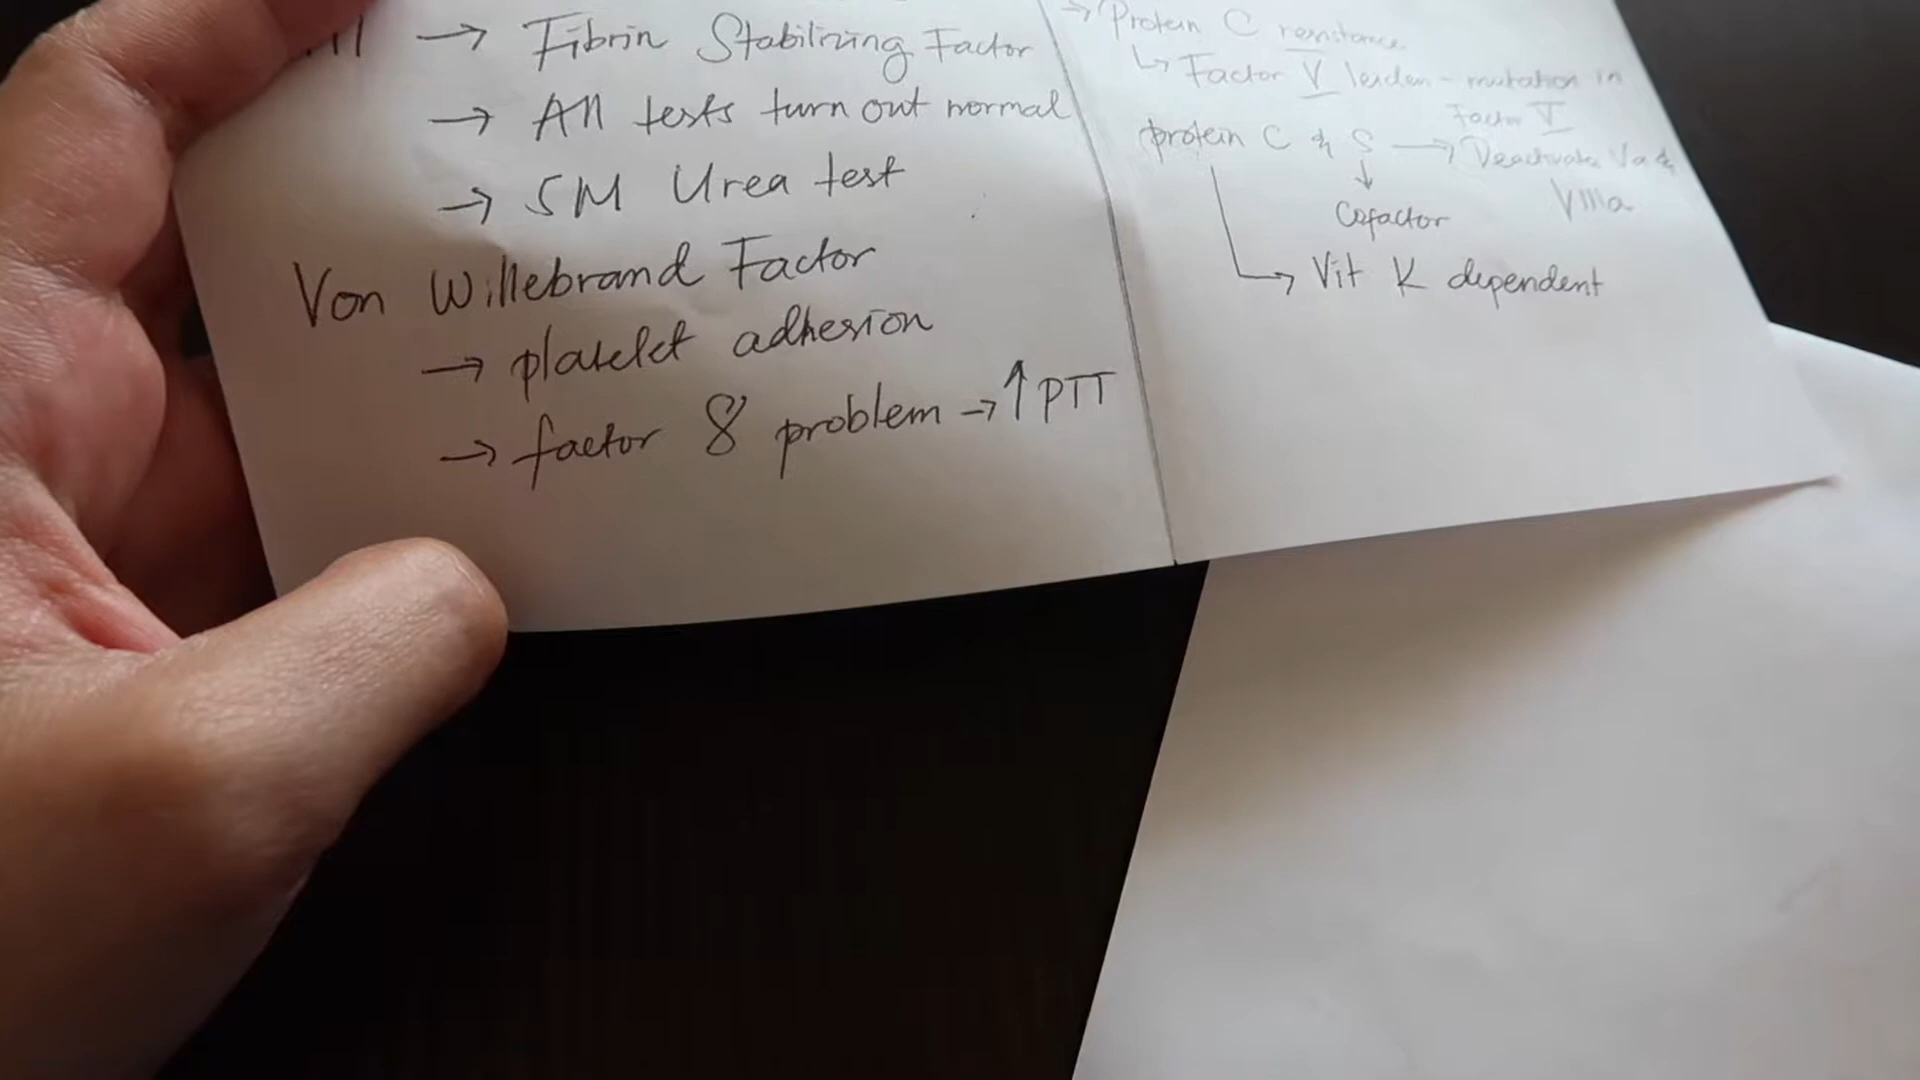 → Fibrin Stabilizing Factor
→ All tests turn out normal
→ 5M Urea test
Von Willebrand Factor
→ platelet adhesion
→ factor 8 problem → ↑ PTT
→ Protein C resistance
↳ Factor V leiden - mutation in
Factor V
protein C & S → Deactivate Va &
VIIIa
↓
Cofactor
↳ Vit K dependent